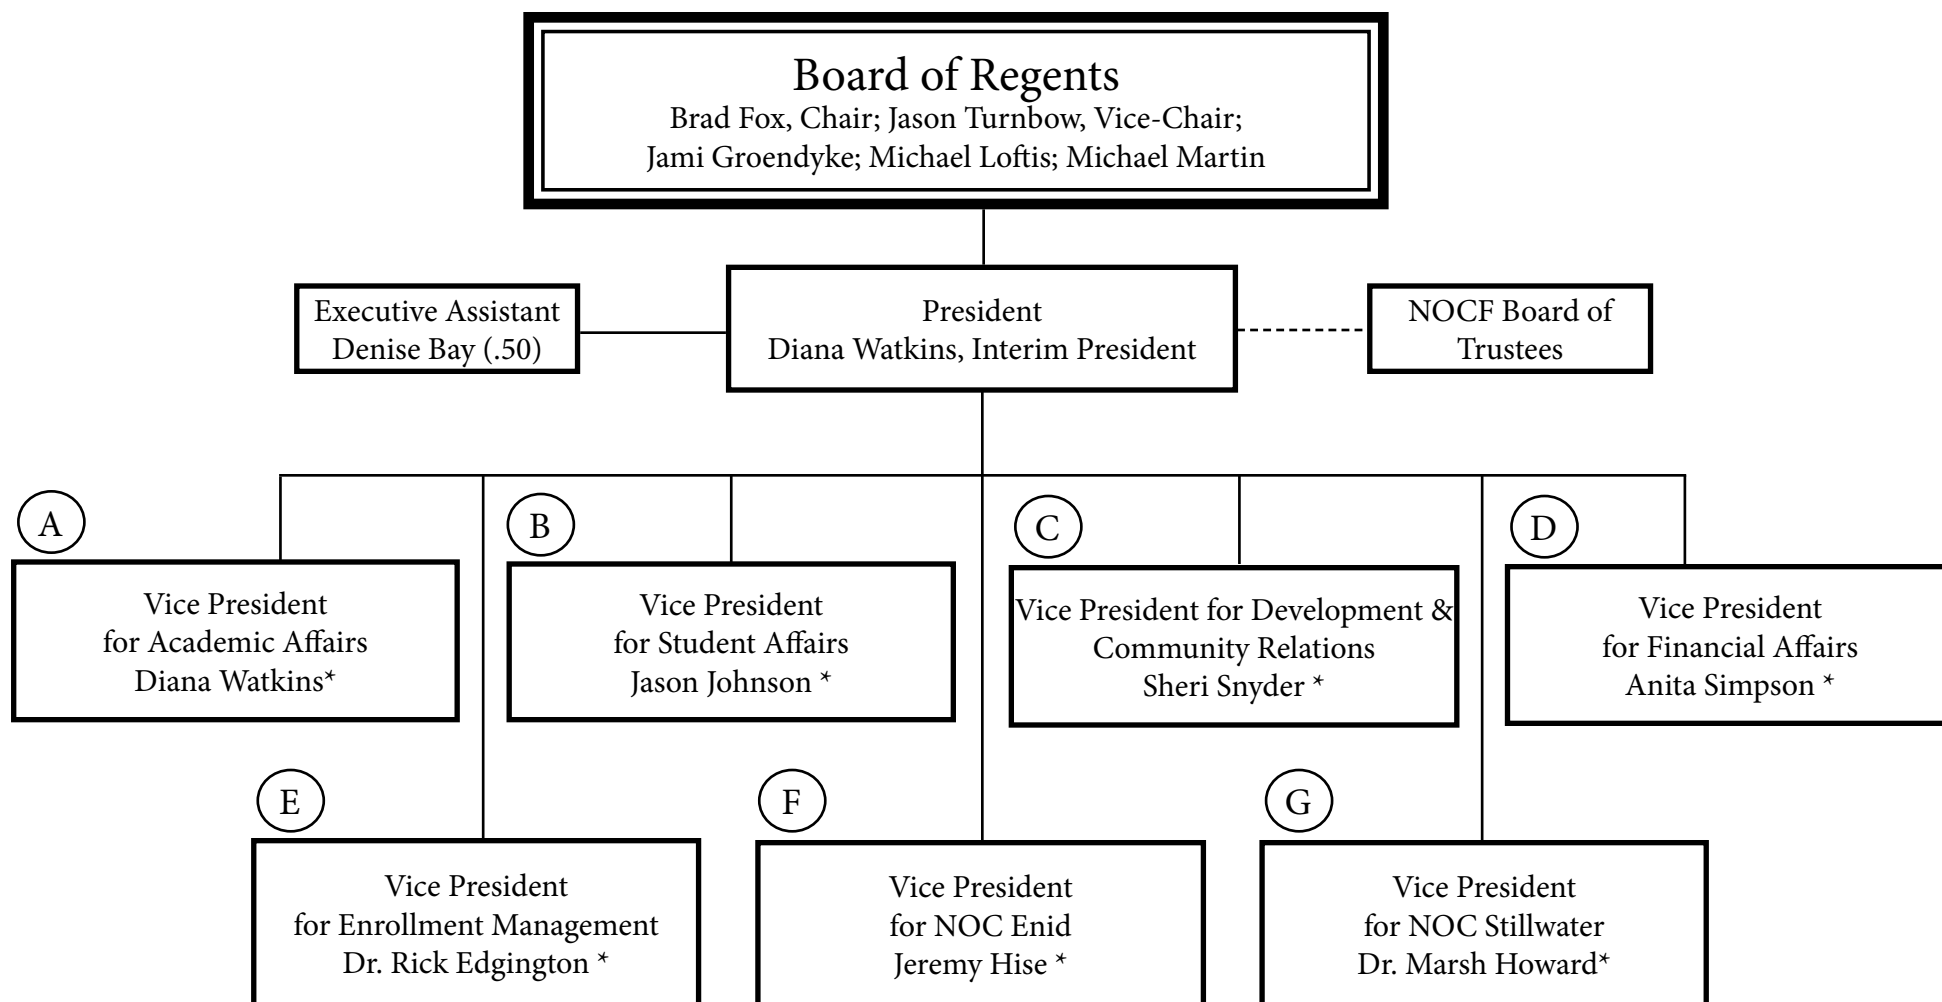 Board of Regents
Brad Fox, Chair; Jason Turnbow, Vice-Chair;
Jami Groendyke; Michael Loftis; Michael Martin
Executive Assistant
Denise Bay (.50)
President
Diana Watkins, Interim President
NOCF Board of
Trustees
A
Vice President
for Academic Affairs
Diana Watkins*
B
Vice President
for Student Affairs
Jason Johnson *
C
Vice President for Development &
Community Relations
Sheri Snyder *
D
Vice President
for Financial Affairs
Anita Simpson *
E
Vice President
for Enrollment Management
Dr. Rick Edgington *
F
Vice President
for NOC Enid
Jeremy Hise *
G
Vice President
for NOC Stillwater
Dr. Marsh Howard*